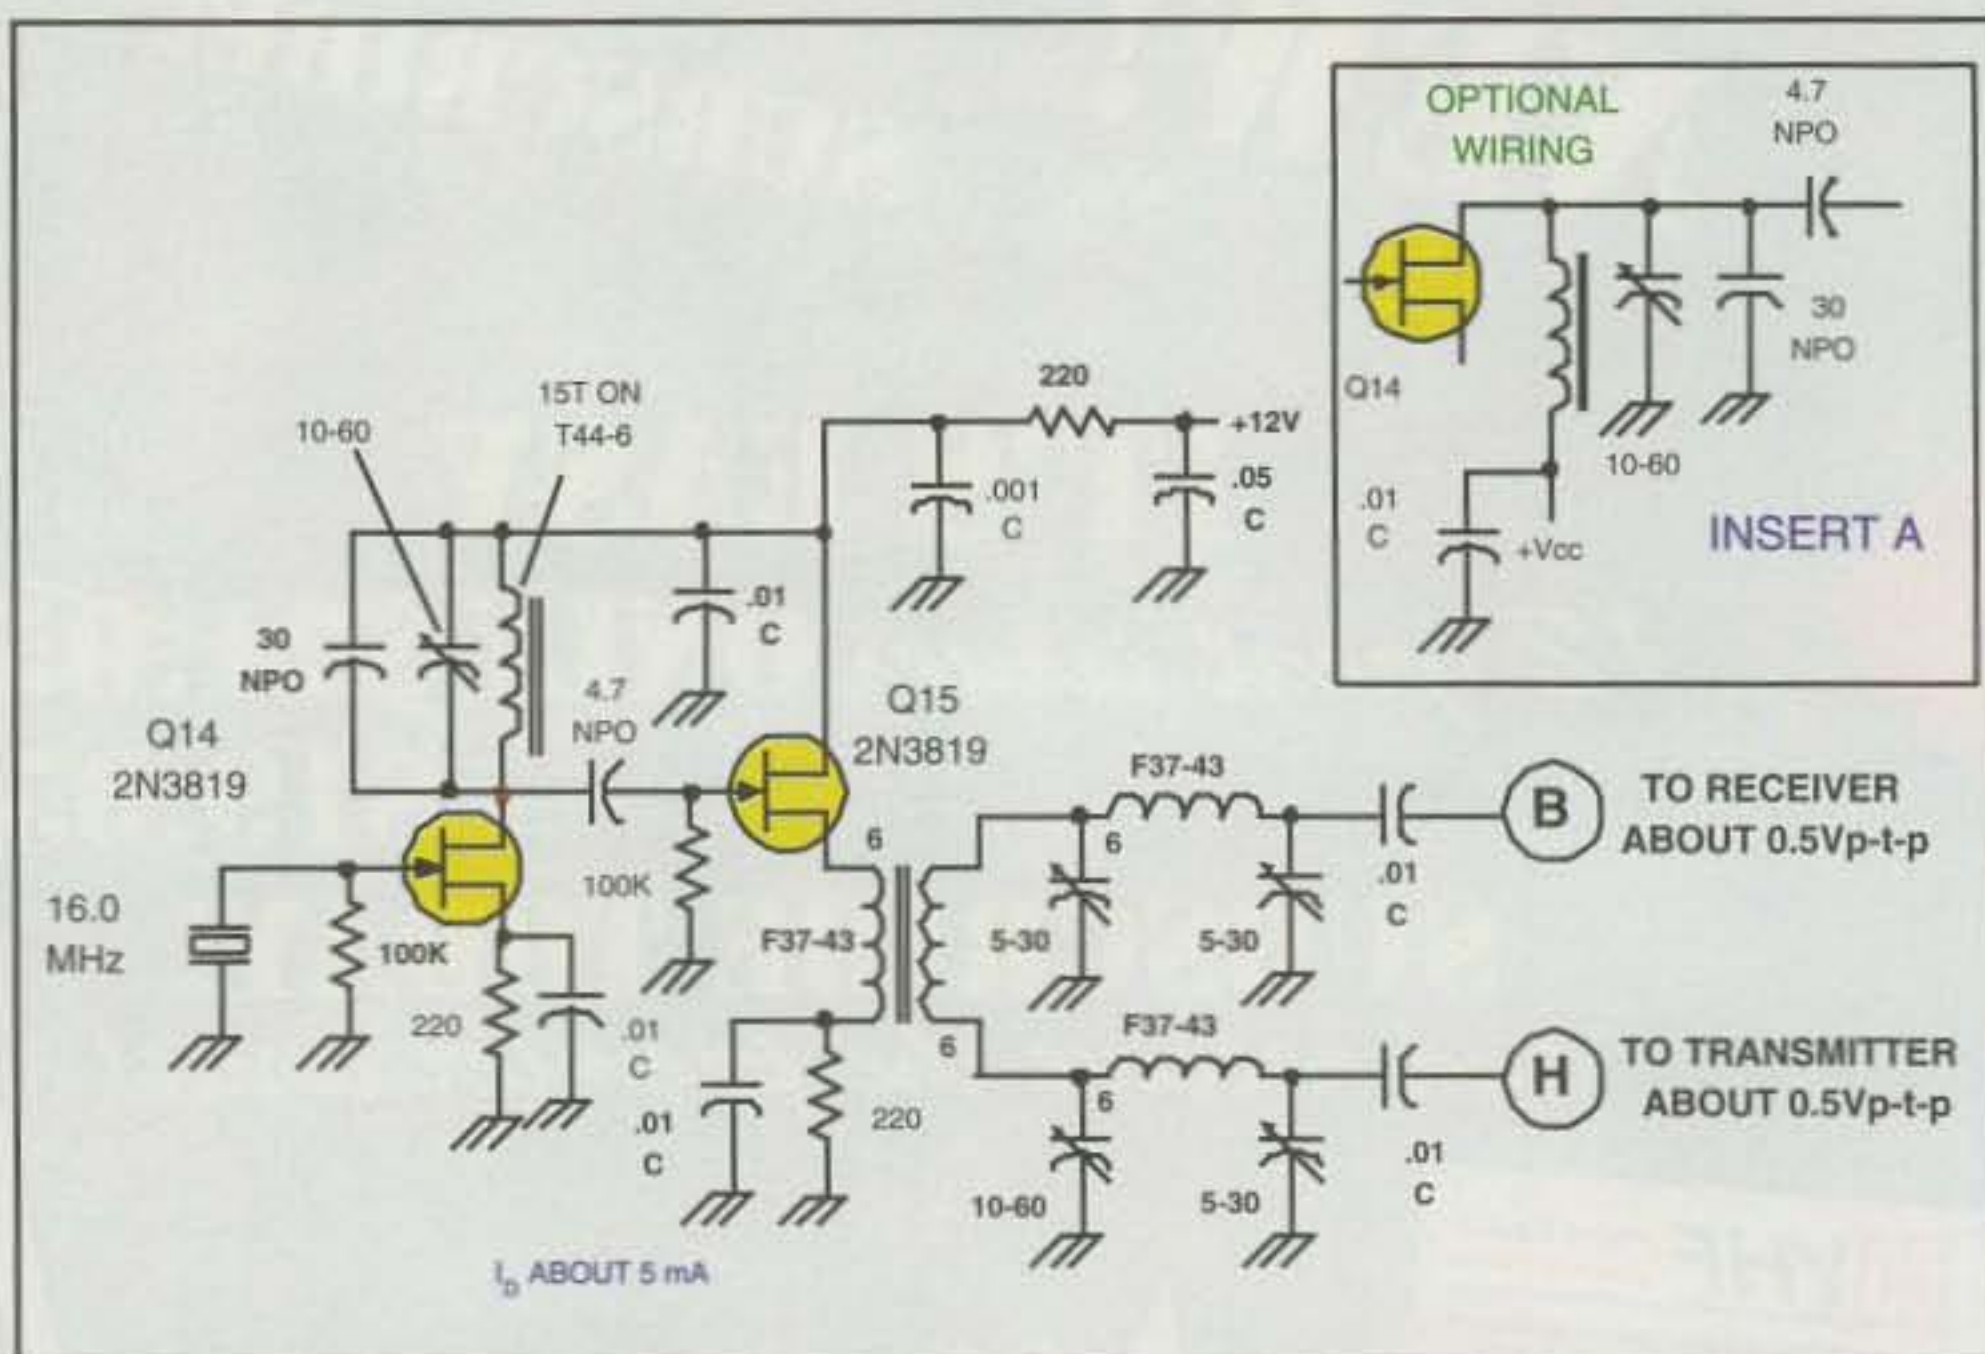 OPTIONAL
WIRING
4.7
NPO
Q14
30
NPO
10-60
.01
C
+Vcc
INSERT A
220
+12V
.001
C
.05
C
15T ON
T44-6
10-60
30
NPO
.01
C
4.7
NPO
Q14
2N3819
Q15
2N3819
16.0
MHz
100K
220
.01
C
100K
6
F37-43
6
.01
C
220
F37-43
6
5-30
5-30
.01
C
B
TO RECEIVER
ABOUT 0.5Vp-t-p
F37-43
6
10-60
5-30
.01
C
H
TO TRANSMITTER
ABOUT 0.5Vp-t-p
ID ABOUT 5 mA